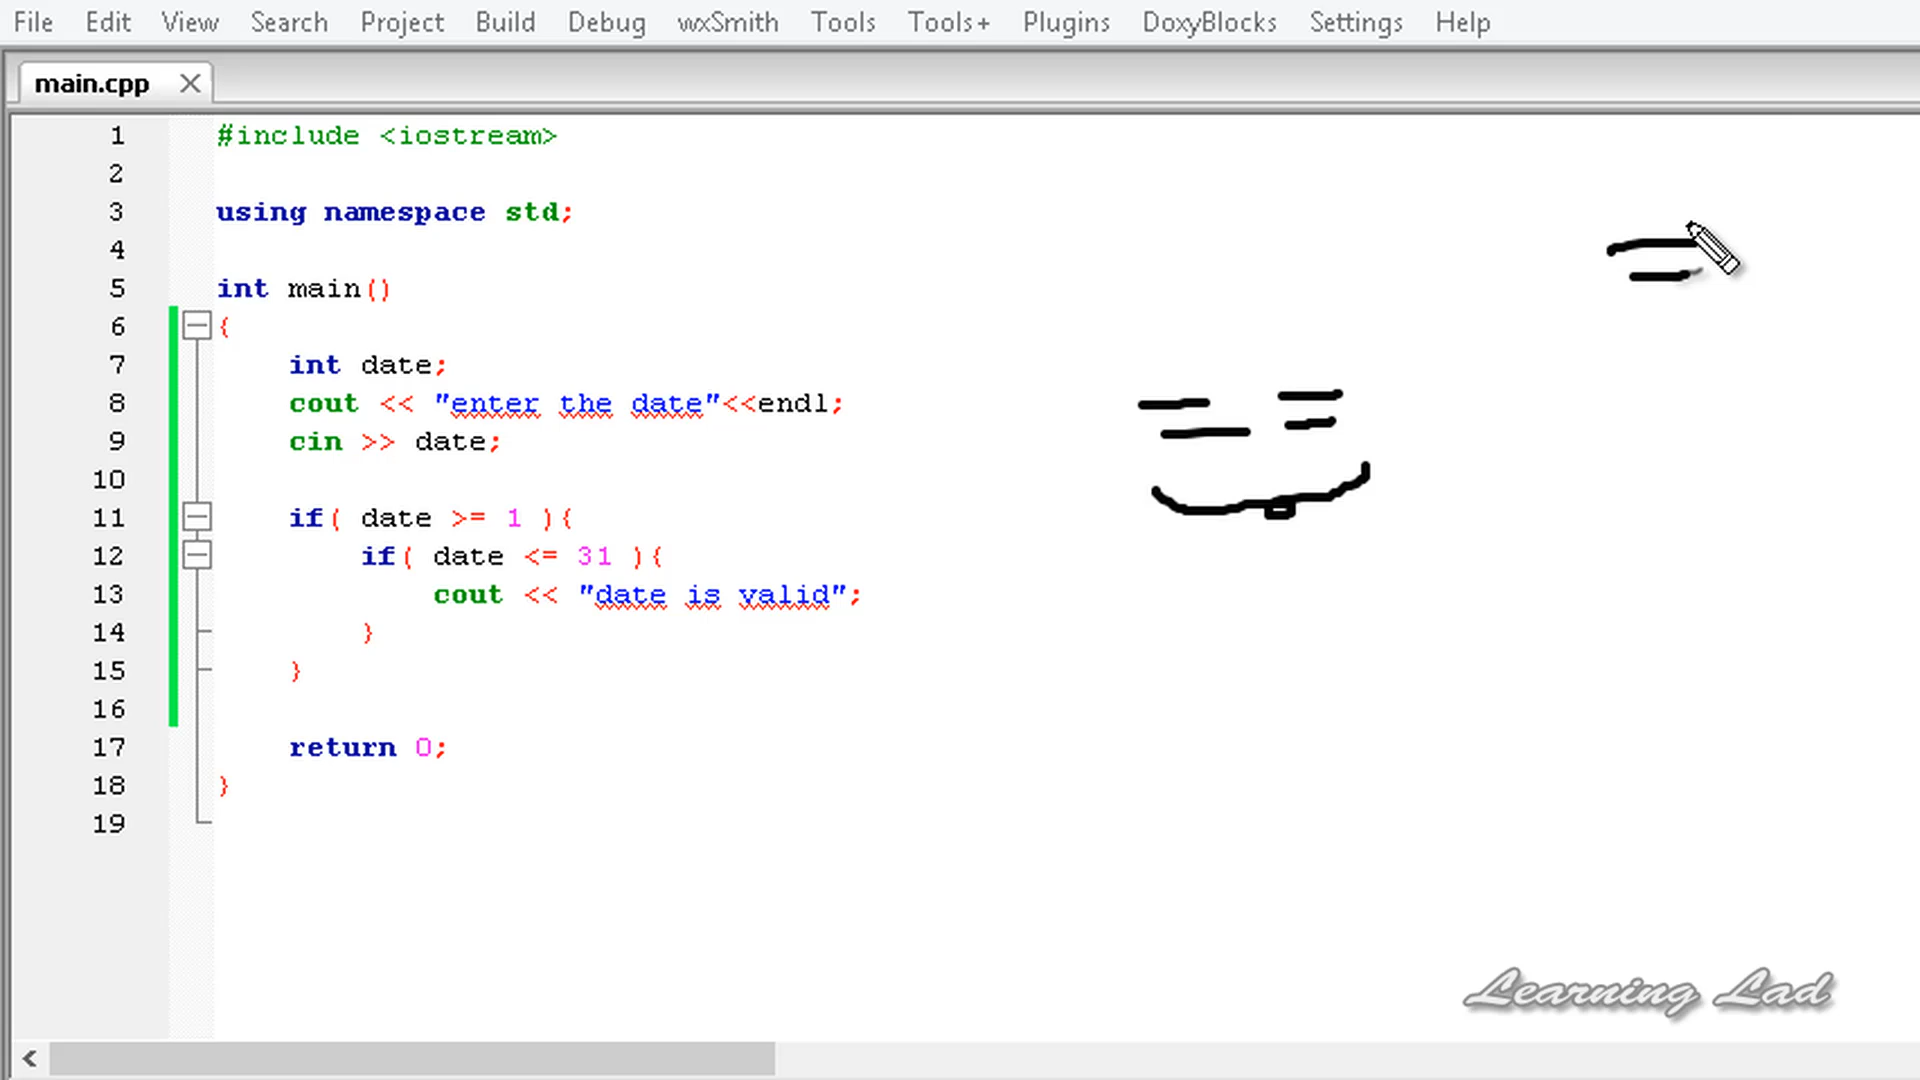 File Edit View Search Project Build Debug wxSmith Tools Tools+ Plugins DoxyBlocks Settings Help
main.cpp
1 #include <iostream>
2
3 using namespace std;
4
5 int main()
6 {
7 int date;
8 cout << "enter the date"<<endl;
9 cin >> date;
10
11 if( date >= 1 ){
12 if( date <= 31 ){
13 cout << "date is valid";
14 }
15 }
16
17 return 0;
18 }
19
Learning Lad